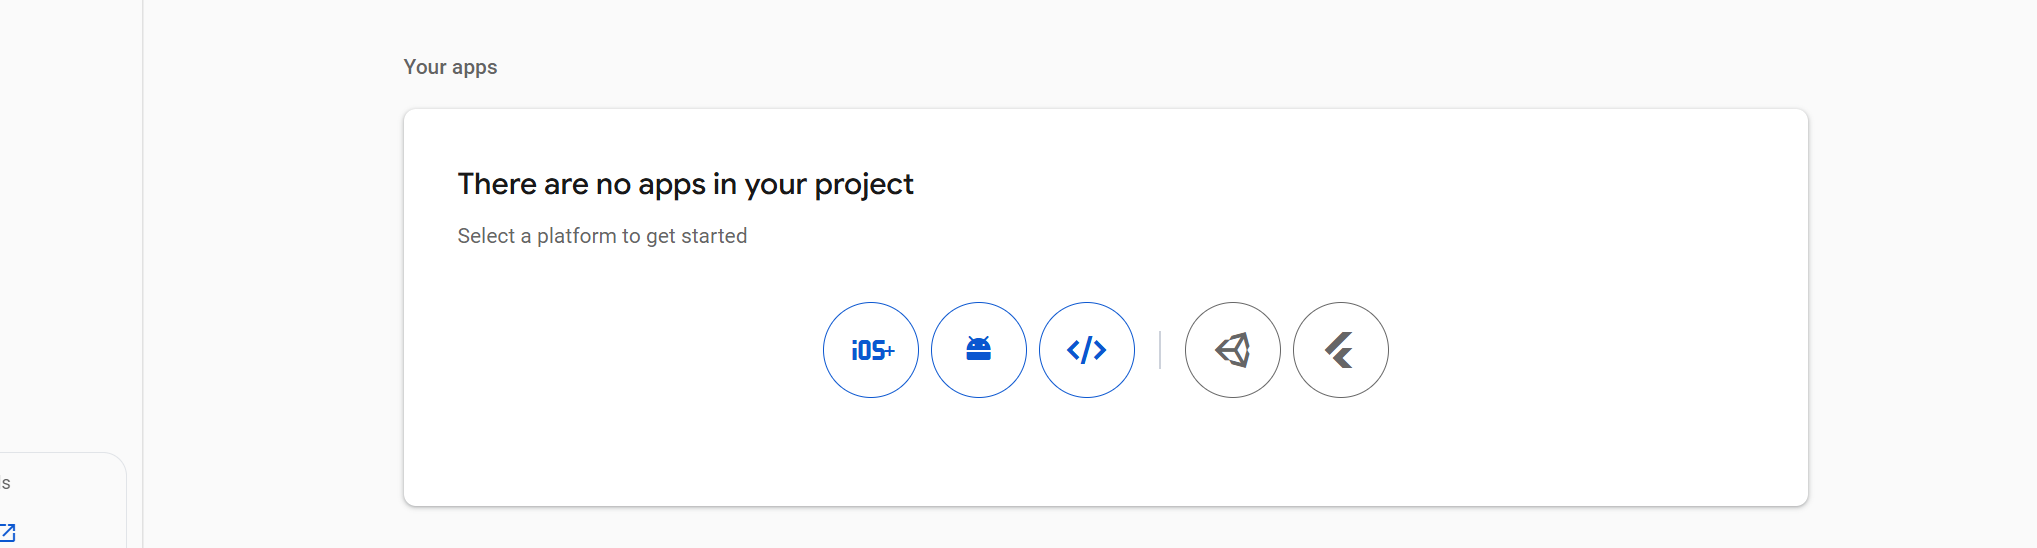 Your apps
There are no apps in your project
Select a platform to get started
iOS+